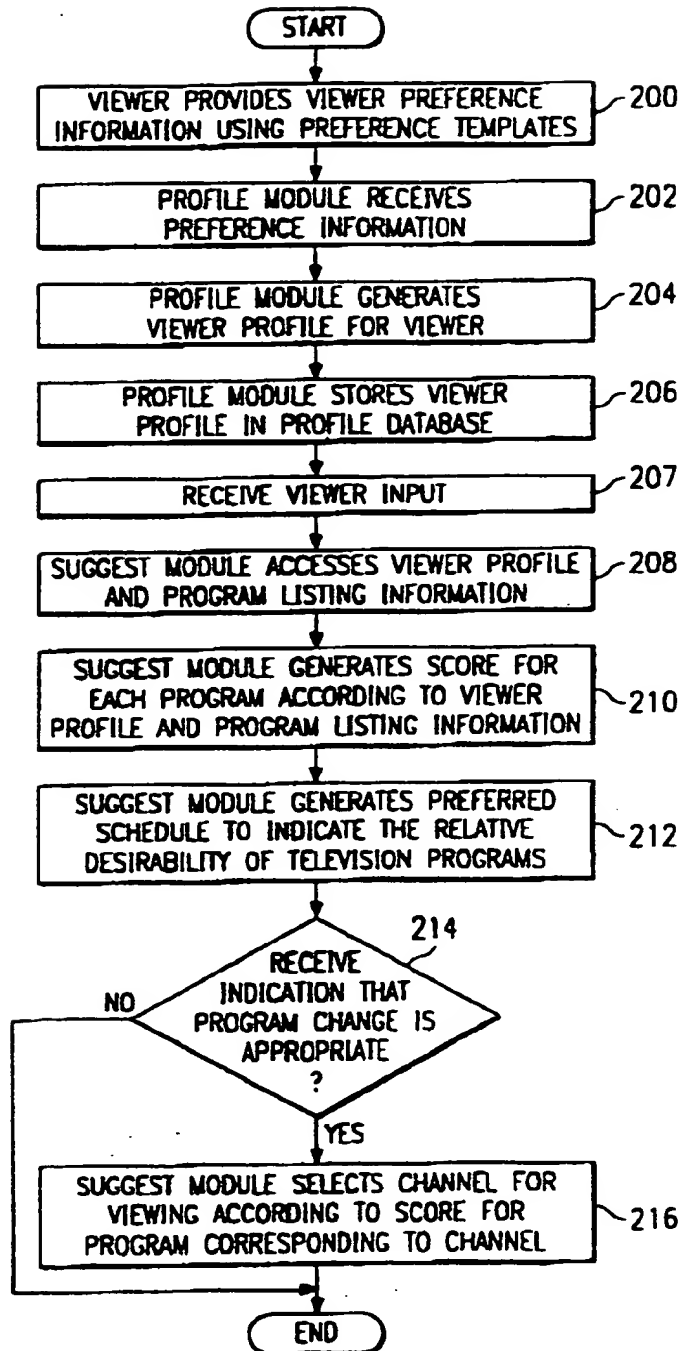 START
VIEWER PROVIDES VIEWER PREFERENCE
INFORMATION USING PREFERENCE TEMPLATES
200
PROFILE MODULE RECEIVES
PREFERENCE INFORMATION
202
PROFILE MODULE GENERATES
VIEWER PROFILE FOR VIEWER
204
PROFILE MODULE STORES VIEWER
PROFILE IN PROFILE DATABASE
206
RECEIVE VIEWER INPUT
207
SUGGEST MODULE ACCESSES VIEWER PROFILE
AND PROGRAM LISTING INFORMATION
208
SUGGEST MODULE GENERATES SCORE FOR
EACH PROGRAM ACCORDING TO VIEWER
PROFILE AND PROGRAM LISTING INFORMATION
210
SUGGEST MODULE GENERATES PREFERRED
SCHEDULE TO INDICATE THE RELATIVE
DESIRABILITY OF TELEVISION PROGRAMS
212
214
RECEIVE
INDICATION THAT
PROGRAM CHANGE IS
APPROPRIATE
?
NO
YES
SUGGEST MODULE SELECTS CHANNEL FOR
VIEWING ACCORDING TO SCORE FOR
PROGRAM CORRESPONDING TO CHANNEL
216
END